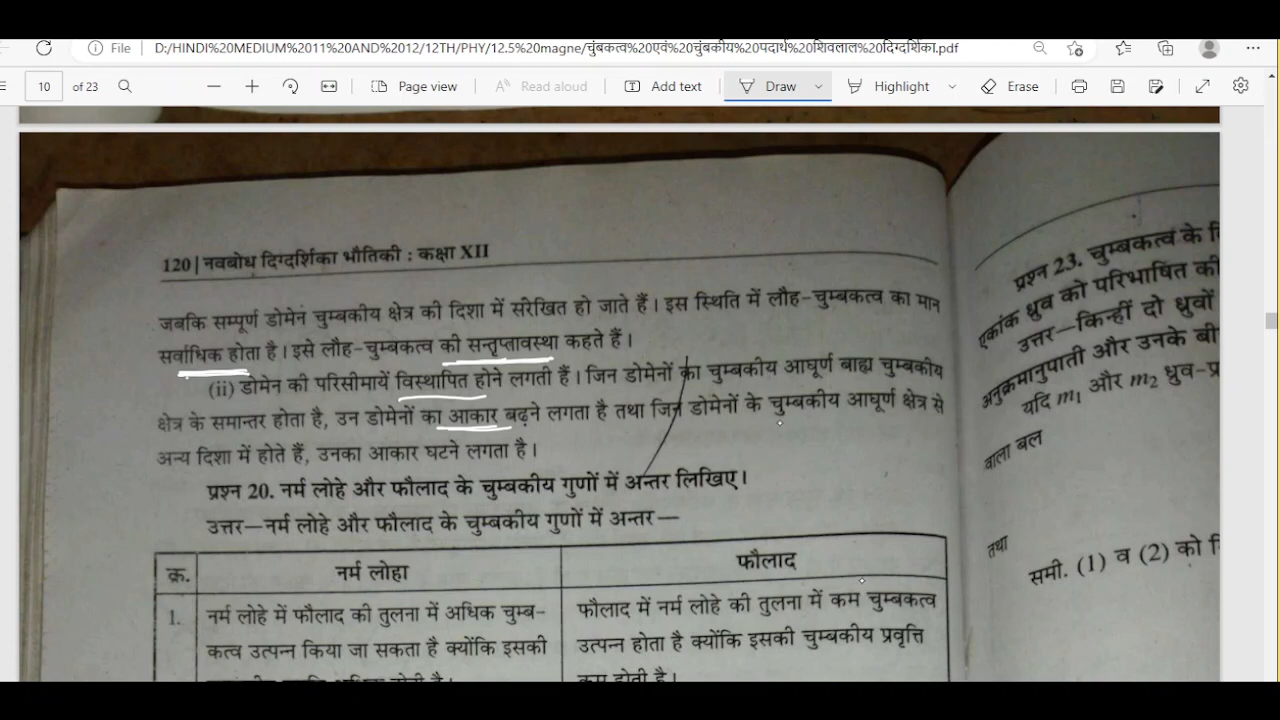 File
D:/HINDI%20MEDIUM%2011%20AND%2012/12TH/PHY/12.5%20magne/चुंबकत्व%20एवं%20चुंबकीय%20पदार्थ%20शिवलाल%20दिग्दर्शिका.pdf
10 of 23
Page view
Read aloud
Add text
Draw
Highlight
Erase
120 | नवबोध दिग्दर्शिका भौतिकी : कक्षा XII
जबकि सम्पूर्ण डोमेन चुम्बकीय क्षेत्र की दिशा में संरेखित हो जाते हैं। इस स्थिति में लौह-चुम्बकत्व का मान
सर्वाधिक होता है। इसे लौह-चुम्बकत्व की सन्तृप्तावस्था कहते हैं।
(ii) डोमेन की परिसीमायें विस्थापित होने लगती हैं। जिन डोमेनों का चुम्बकीय आघूर्ण बाह्य चुम्बकीय
क्षेत्र के समान्तर होता है, उन डोमेनों का आकार बढ़ने लगता है तथा जिन डोमेनों के चुम्बकीय आघूर्ण क्षेत्र से
अन्य दिशा में होते हैं, उनका आकार घटने लगता है।
प्रश्न 20. नर्म लोहे और फौलाद के चुम्बकीय गुणों में अन्तर लिखिए।
उत्तर—नर्म लोहे और फौलाद के चुम्बकीय गुणों में अन्तर—
क्र. नर्म लोहा फौलाद
1. नर्म लोहे में फौलाद की तुलना में अधिक चुम्ब-
कत्व उत्पन्न किया जा सकता है क्योंकि इसकी
फौलाद में नर्म लोहे की तुलना में कम चुम्बकत्व
उत्पन्न होता है क्योंकि इसकी चुम्बकीय प्रवृत्ति
कम होती है।
प्रश्न 23. चुम्बकत्व के
एकांक ध्रुव को परिभाषित की
उत्तर—किन्हीं दो ध्रुवों
अनुक्रमानुपाती और उनके बी
यदि m₁ और m₂ ध्रुव-प्र
वाला बल
तथा
समी. (1) व (2) को